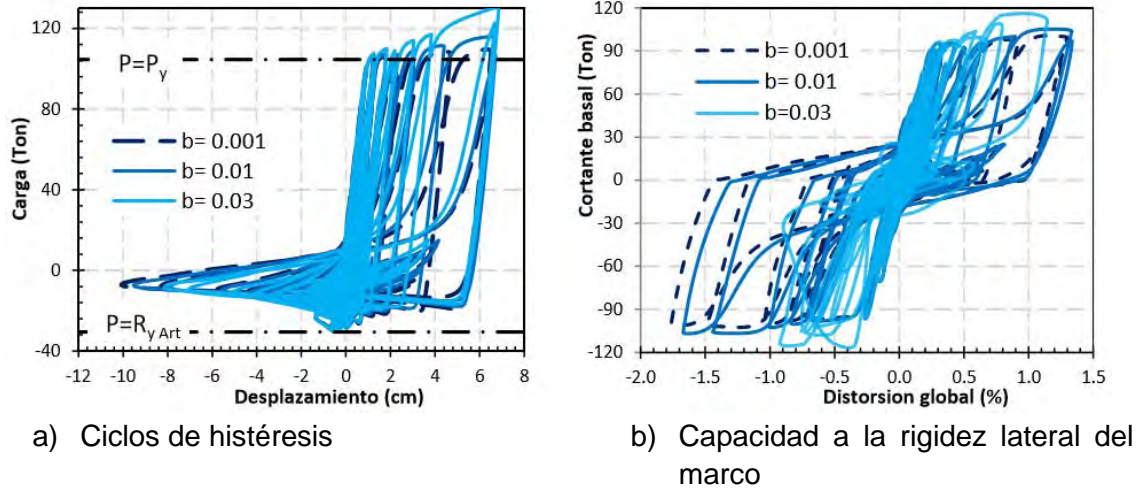 120
80
40
0
-40
Carga (Ton)
P=Py
b= 0.001
b= 0.01
b= 0.03
P=Ry Art
-12 -10 -8 -6 -4 -2 0 2 4 6 8
Desplazamiento (cm)
a) Ciclos de histéresis
120
90
60
30
0
-30
-60
-90
-120
Cortante basal (Ton)
b= 0.001
b= 0.01
b=0.03
-2.0 -1.5 -1.0 -0.5 0.0 0.5 1.0 1.5
Distorsion global (%)
b) Capacidad a la rigidez lateral del
marco